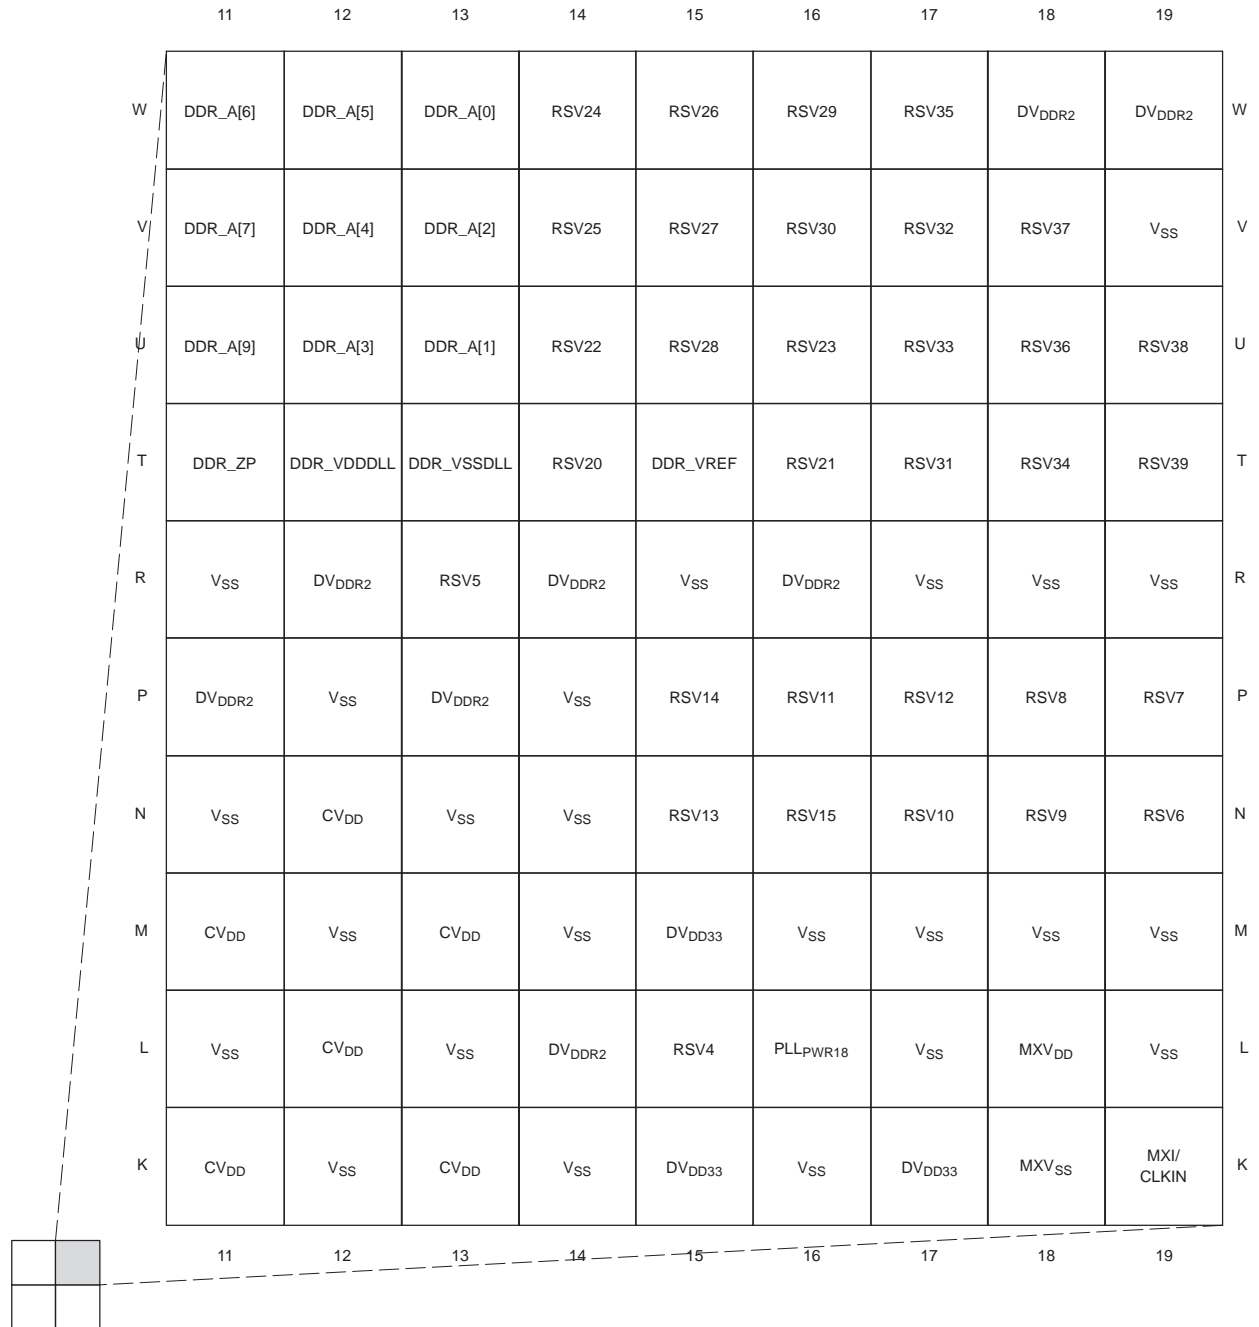 11 12 13 14 15 16 17 18 19
W DDR_A[6] DDR_A[5] DDR_A[0] RSV24 RSV26 RSV29 RSV35 DVDDR2 DVDDR2 W
V DDR_A[7] DDR_A[4] DDR_A[2] RSV25 RSV27 RSV30 RSV32 RSV37 VSS V
U DDR_A[9] DDR_A[3] DDR_A[1] RSV22 RSV28 RSV23 RSV33 RSV36 RSV38 U
T DDR_ZP DDR_VDDDLL DDR_VSSDLL RSV20 DDR_VREF RSV21 RSV31 RSV34 RSV39 T
R VSS DVDDR2 RSV5 DVDDR2 VSS DVDDR2 VSS VSS VSS R
P DVDDR2 VSS DVDDR2 VSS RSV14 RSV11 RSV12 RSV8 RSV7 P
N VSS CVDD VSS VSS RSV13 RSV15 RSV10 RSV9 RSV6 N
M CVDD VSS CVDD VSS DVDD33 VSS VSS VSS VSS M
L VSS CVDD VSS DVDDR2 RSV4 PLLPWR18 VSS MXVDD VSS L
K CVDD VSS CVDD VSS DVDD33 VSS DVDD33 MXVSS MXI/ K
CLKIN
11 12 13 14 15 16 17 18 19